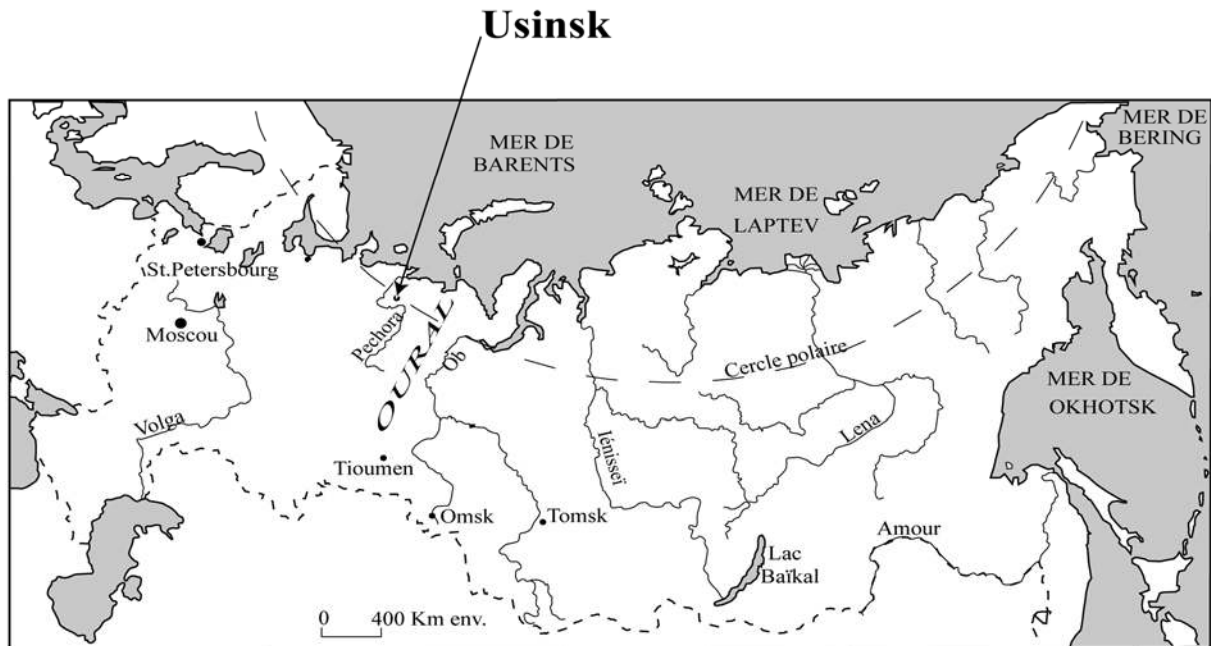 Usinsk
MER DE
BARENTS
MER DE
LAPTEV
MER DE
BERING
St.Petersbourg
Moscou
Pechora
OURAL
Ob
Cercle polaire
MER DE
OKHOTSK
Volga
Iénisseï
Lena
Tioumen
Omsk
Tomsk
Amour
Lac
Baïkal
0 400 Km env.